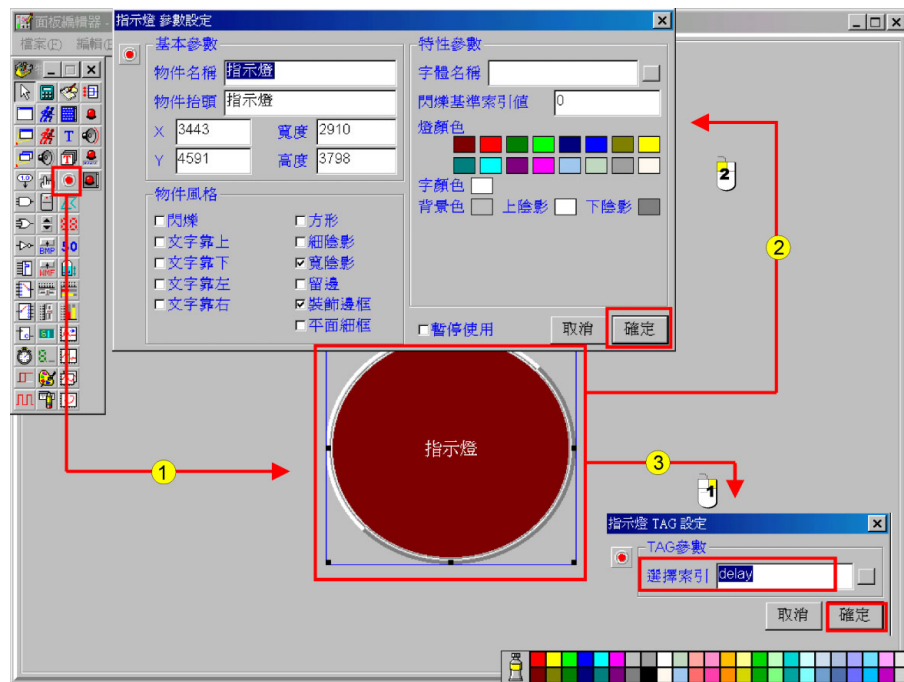 面板編輯器
檔案(F) 編輯(E
指示燈 參數設定
基本參數
物件名稱 指示燈
物件抬頭 指示燈
X 3443 寬度 2910
Y 4591 高度 3798
物件風格
閃爍 方形
文字靠上 細陰影
文字靠下 寬陰影
文字靠左 留邊
文字靠右 裝飾邊框
平面細框
特性參數
字體名稱
閃爍基準索引值 0
燈顏色
字顏色
背景色 上陰影 下陰影
暫停使用 取消 確定
T
T
1.0
BMP 50
WMF
2
2
指示燈
1
3
1
指示燈 TAG 設定
TAG參數
選擇索引 delay
取消 確定